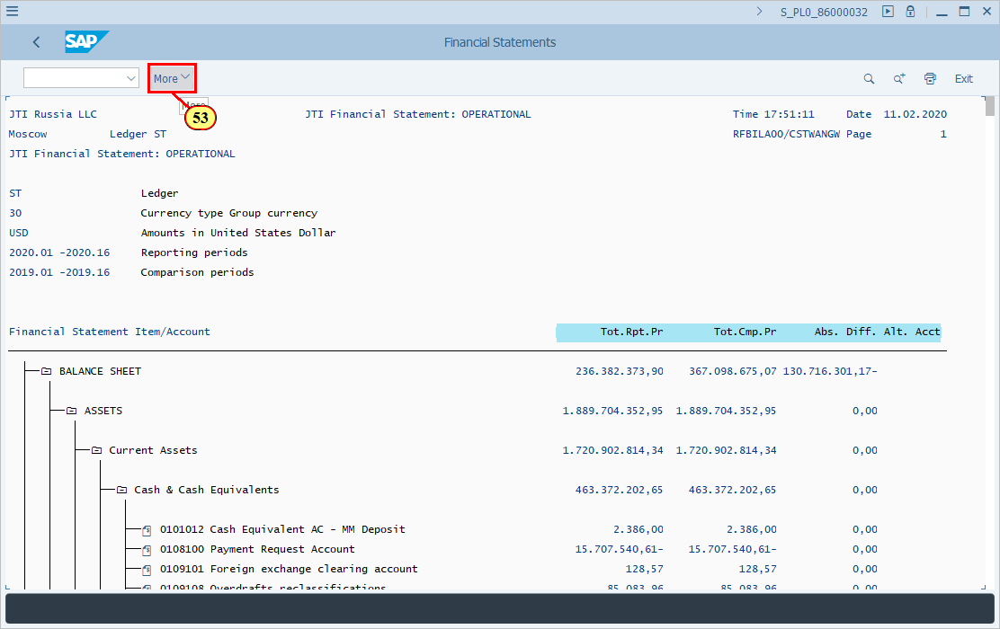 S_PL0_86000032
SAP
Financial Statements
More
Exit
More
53
JTI Russia LLC JTI Financial Statement: OPERATIONAL Time 17:51:11 Date 11.02.2020
Moscow Ledger ST RFBILA00/CSTWANGW Page 1
JTI Financial Statement: OPERATIONAL
ST Ledger
30 Currency type Group currency
USD Amounts in United States Dollar
2020.01 -2020.16 Reporting periods
2019.01 -2019.16 Comparison periods
Financial Statement Item/Account Tot.Rpt.Pr Tot.Cmp.Pr Abs. Diff. Alt. Acct
BALANCE SHEET 236.382.373,90 367.098.675,07 130.716.301,17-
ASSETS 1.889.704.352,95 1.889.704.352,95 0,00
Current Assets 1.720.902.814,34 1.720.902.814,34 0,00
Cash & Cash Equivalents 463.372.202,65 463.372.202,65 0,00
0101012 Cash Equivalent AC - MM Deposit 2.386,00 2.386,00 0,00
0108100 Payment Request Account 15.707.540,61- 15.707.540,61- 0,00
0109101 Foreign exchange clearing account 128,57 128,57 0,00
0109108 Overdrafts reclassifications 85.083,96 85.083,96 0,00